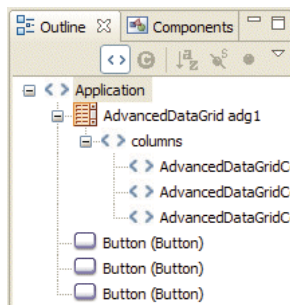 Outline Components
Application
AdvancedDataGrid adg1
columns
AdvancedDataGridC
AdvancedDataGridC
AdvancedDataGridC
Button (Button)
Button (Button)
Button (Button)